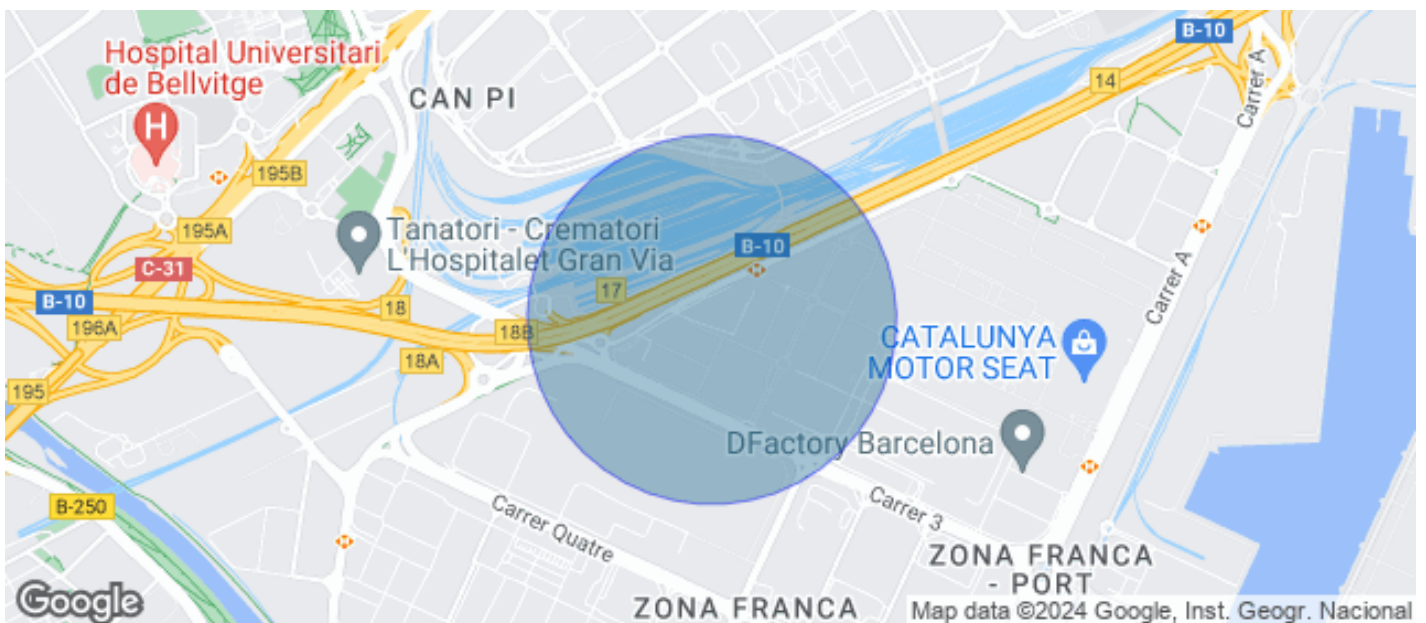 B-10
Hospital Universitari
de Bellvitge
H
CAN PI
14
Carrer A
195B
195A
Tanatori - Crematori
L'Hospitalet Gran Via
B-10
C-31
B-10
17
18
196A
18B
18A
Carrer A
CATALUNYA
MOTOR SEAT
195
DFactory Barcelona
B-250
Carrer Quatre
Carrer 3
ZONA FRANCA
- PORT
Google
ZONA FRANCA
Map data ©2024 Google, Inst. Geogr. Nacional